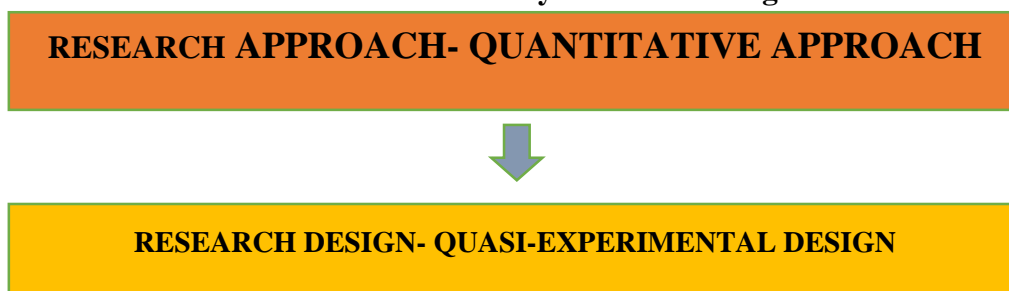 RESEARCH APPROACH- QUANTITATIVE APPROACH
RESEARCH DESIGN- QUASI-EXPERIMENTAL DESIGN